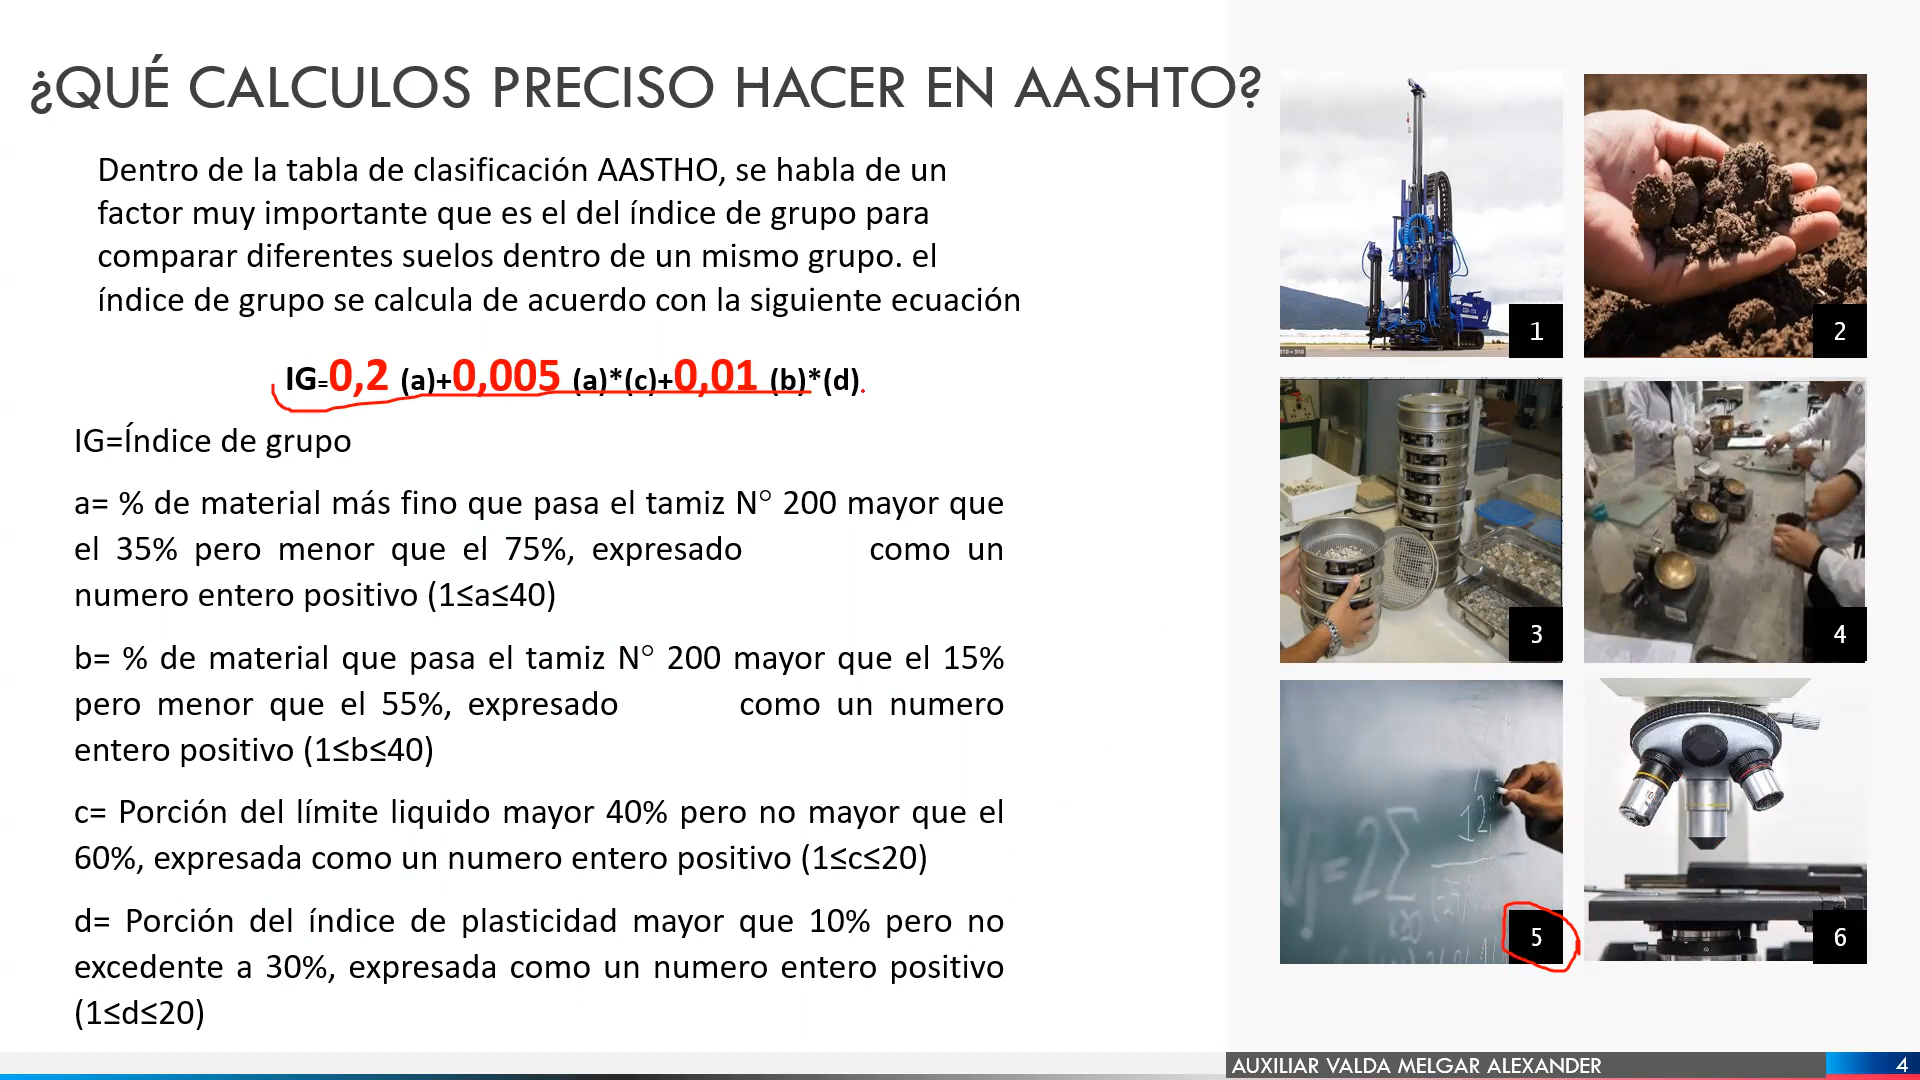 ¿QUÉ CALCULOS PRECISO HACER EN AASHTO?
Dentro de la tabla de clasificación AASTHO, se habla de un
factor muy importante que es el del índice de grupo para
comparar diferentes suelos dentro de un mismo grupo. el
índice de grupo se calcula de acuerdo con la siguiente ecuación
IG=0,2 (a)+0,005 (a)*(c)+0,01 (b)*(d).
IG=Índice de grupo
a= % de material más fino que pasa el tamiz N° 200 mayor que
el 35% pero menor que el 75%, expresado como un
numero entero positivo (1≤a≤40)
b= % de material que pasa el tamiz N° 200 mayor que el 15%
pero menor que el 55%, expresado como un numero
entero positivo (1≤b≤40)
c= Porción del límite liquido mayor 40% pero no mayor que el
60%, expresada como un numero entero positivo (1≤c≤20)
d= Porción del índice de plasticidad mayor que 10% pero no
excedente a 30%, expresada como un numero entero positivo
(1≤d≤20)
1
2
3
4
5
6
AUXILIAR VALDA MELGAR ALEXANDER
4